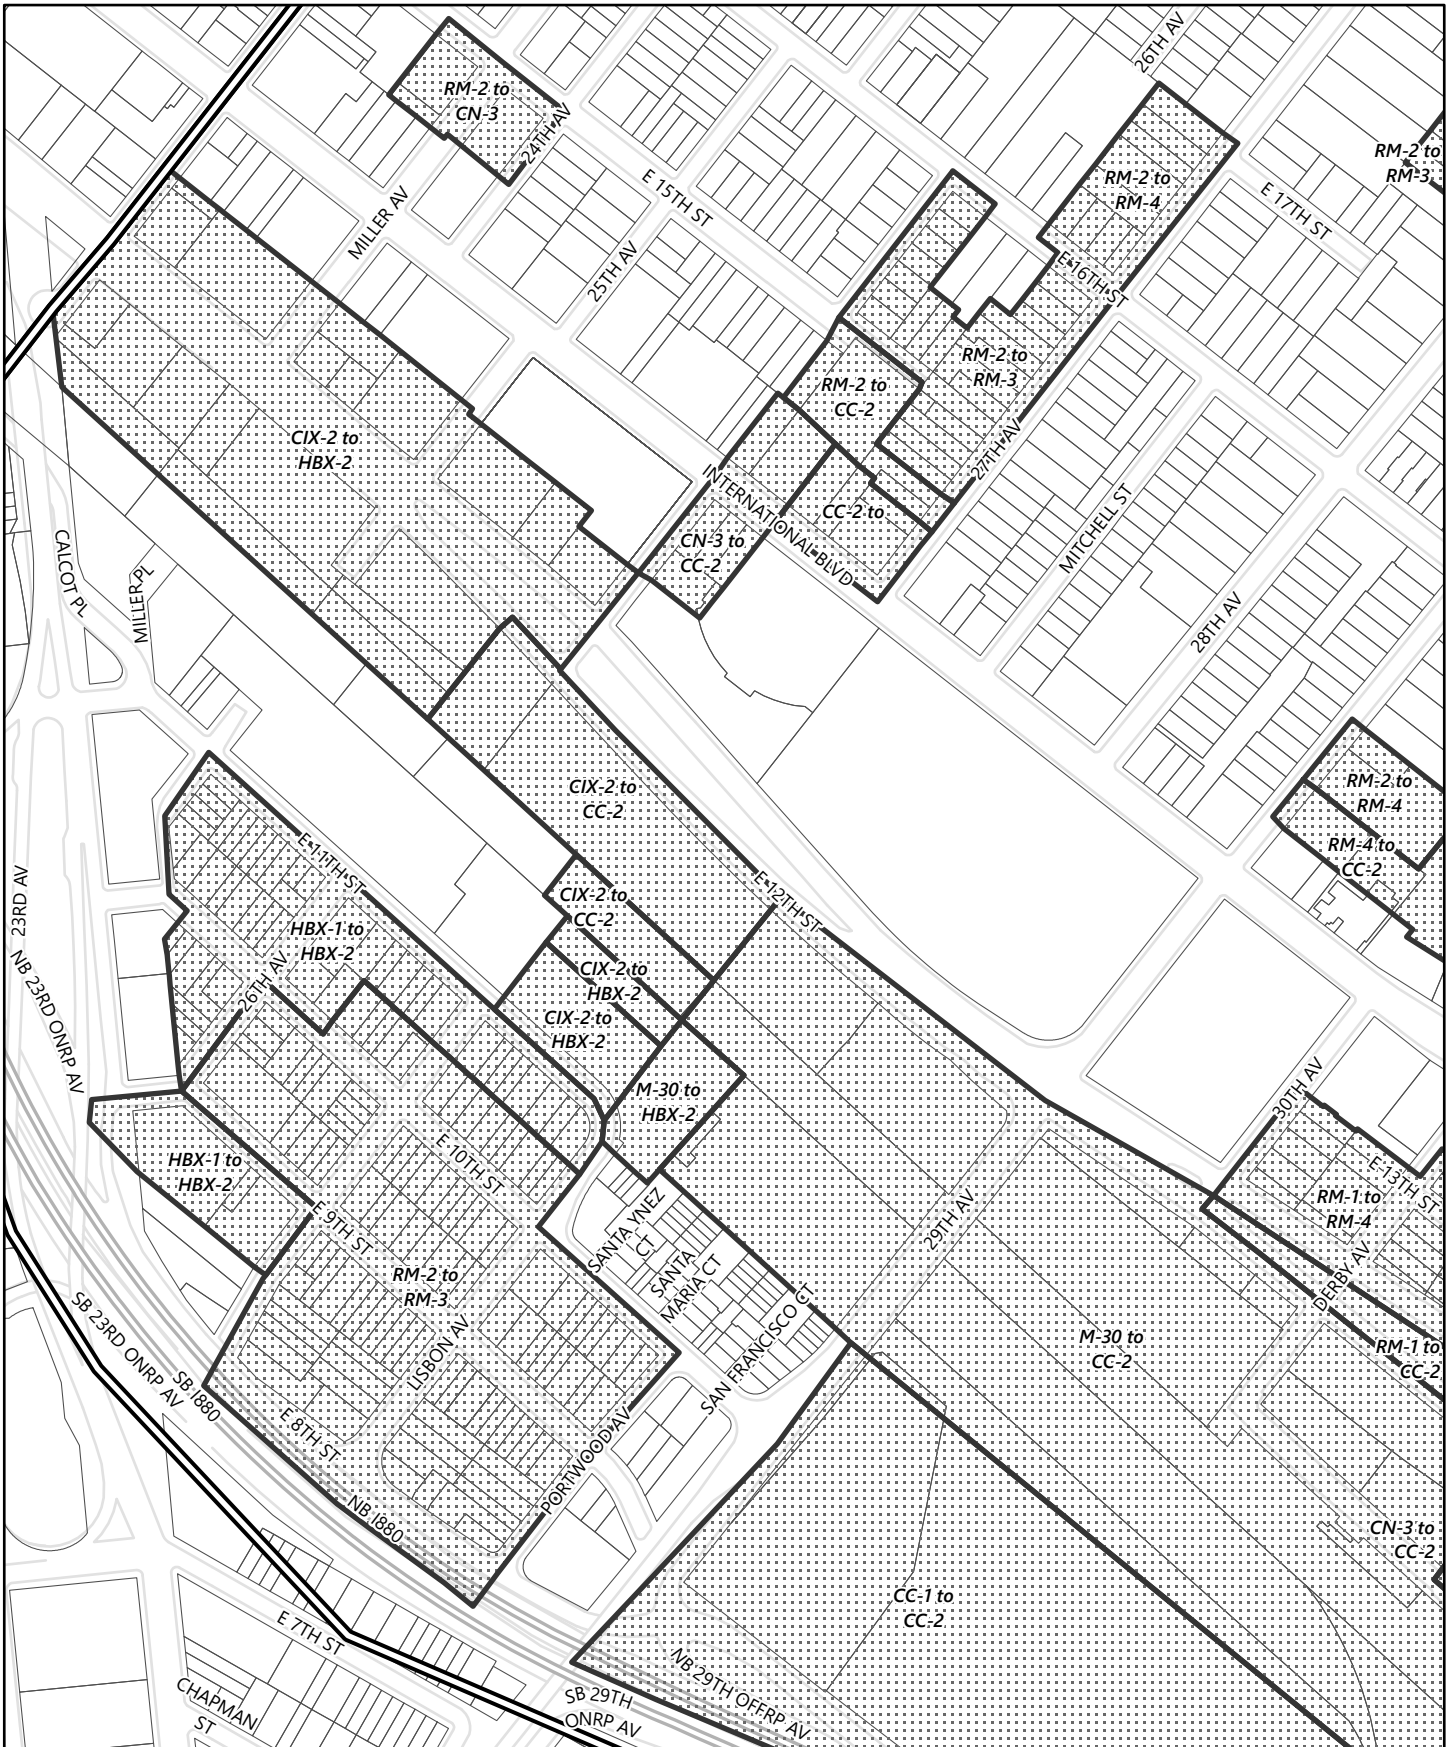 26TH AV
RM-2 to
CN-3
24TH AV
RM-2 to
RM-3
RM-2 to
RM-4
E 15TH ST
E 17TH ST
MILLER AV
25TH AV
E 16TH ST
RM-2 to
RM-3
RM-2 to
CC-2
CIX-2 to
HBX-2
27TH AV
INTERNATIONAL BLVD
CC-2 to
CN-3 to
CC-2
MITCHELL ST
CALCOT PL
MILLER PL
28TH AV
CIX-2 to
CC-2
RM-2 to
RM-4
RM-4 to
CC-2
E 11TH ST
23RD AV
CIX-2 to
CC-2
E 12TH ST
HBX-1 to
HBX-2
26TH AV
CIX-2 to
HBX-2
CIX-2 to
HBX-2
NB 23RD ONRP AV
M-30 to
HBX-2
30TH AV
E 10TH ST
HBX-1 to
HBX-2
E 13TH ST
RM-1 to
RM-4
29TH AV
E 9TH ST
SANTA YNEZ
CT
SANTA
MARIA CT
DERBY AV
RM-2 to
RM-3
SAN FRANCISCO CT
M-30 to
CC-2
RM-1 to
CC-2
SB 23RD ONRP AV
LISBON AV
SB I880
E 8TH ST
PORTWOOD AV
NB I880
CN-3 to
CC-2
CC-1 to
CC-2
E 7TH ST
NB 29TH OFFRP AV
CHAPMAN
ST
SB 29TH
ONRP AV